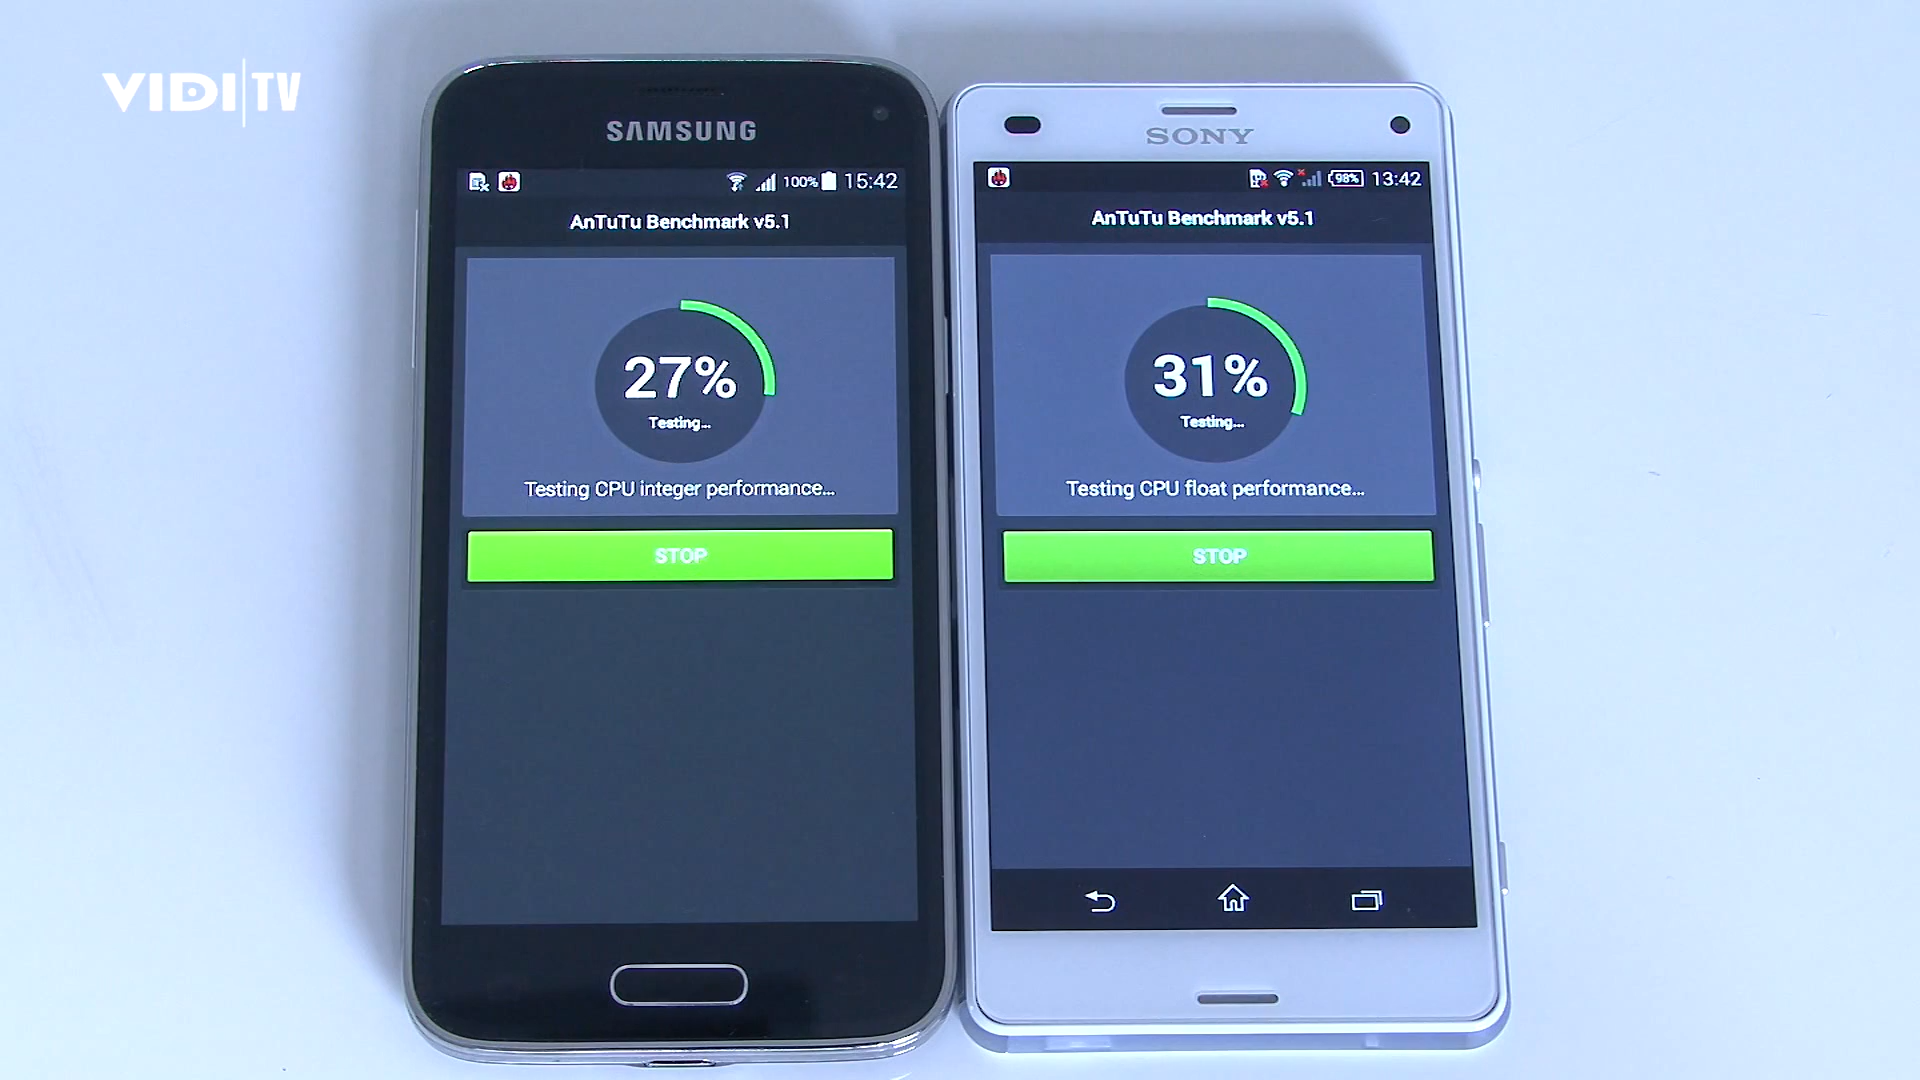 VIDI TV
SAMSUNG
100% 15:42
AnTuTu Benchmark v5.1
27%
Testing...
Testing CPU integer performance...
STOP
SONY
98% 13:42
AnTuTu Benchmark v5.1
31%
Testing...
Testing CPU float performance...
STOP